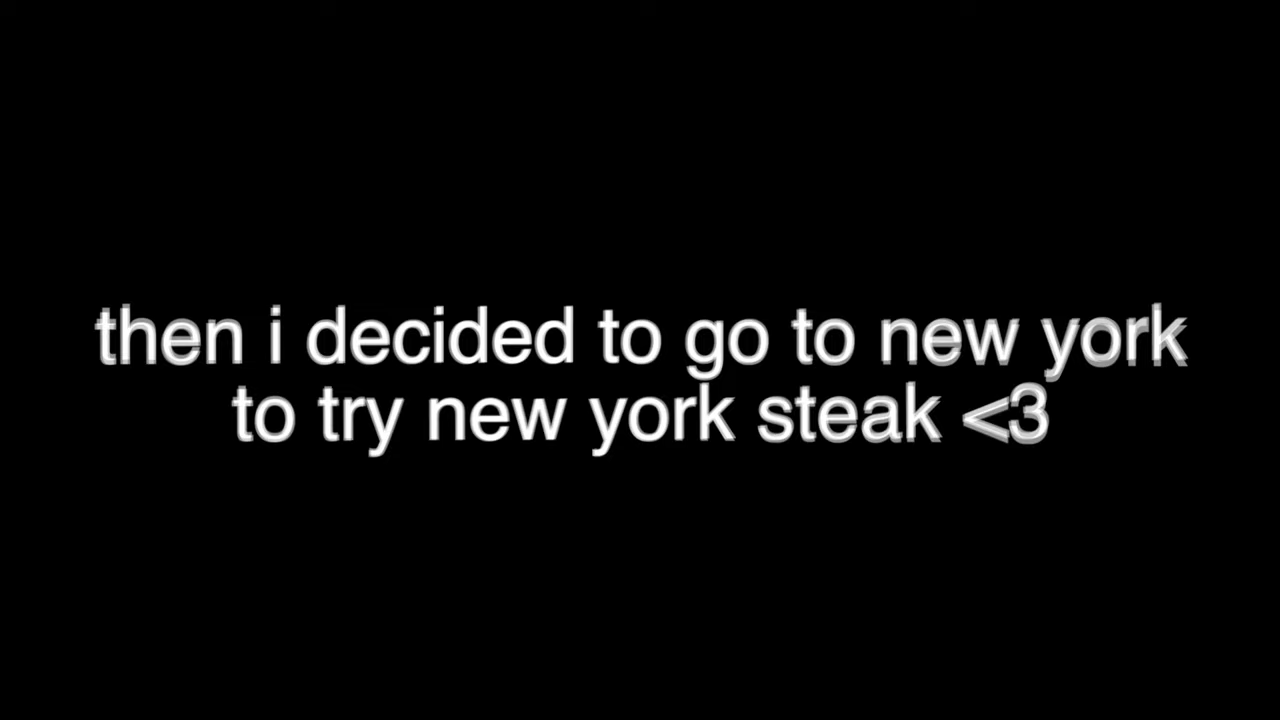 then i decided to go to new york
to try new york steak <3